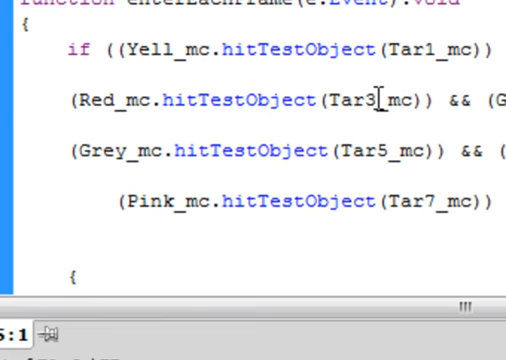 function enterEachFrame(e:Event):void
{
if ((Yell_mc.hitTestObject(Tar1_mc))
(Red_mc.hitTestObject(Tar3_mc)) && (G
(Grey_mc.hitTestObject(Tar5_mc)) && (
(Pink_mc.hitTestObject(Tar7_mc))
{
5:1